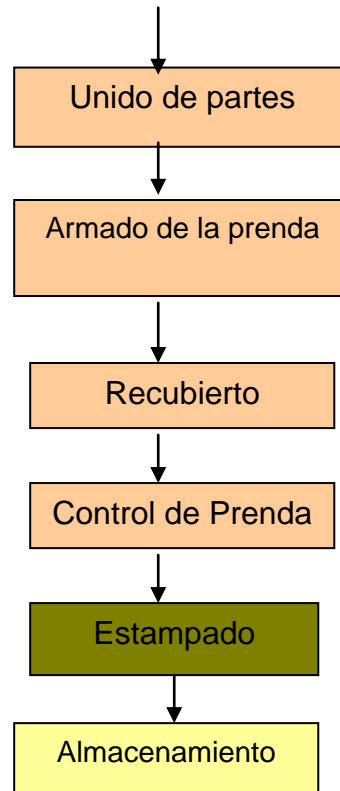 Unido de partes
Armado de la prenda
Recubierto
Control de Prenda
Estampado
Almacenamiento